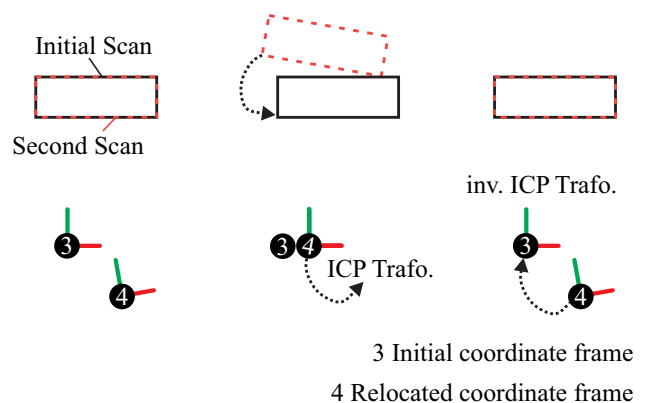 Initial Scan
Second Scan
inv. ICP Trafo.
3
3 4
ICP Trafo.
3
4
4
3 Initial coordinate frame
4 Relocated coordinate frame